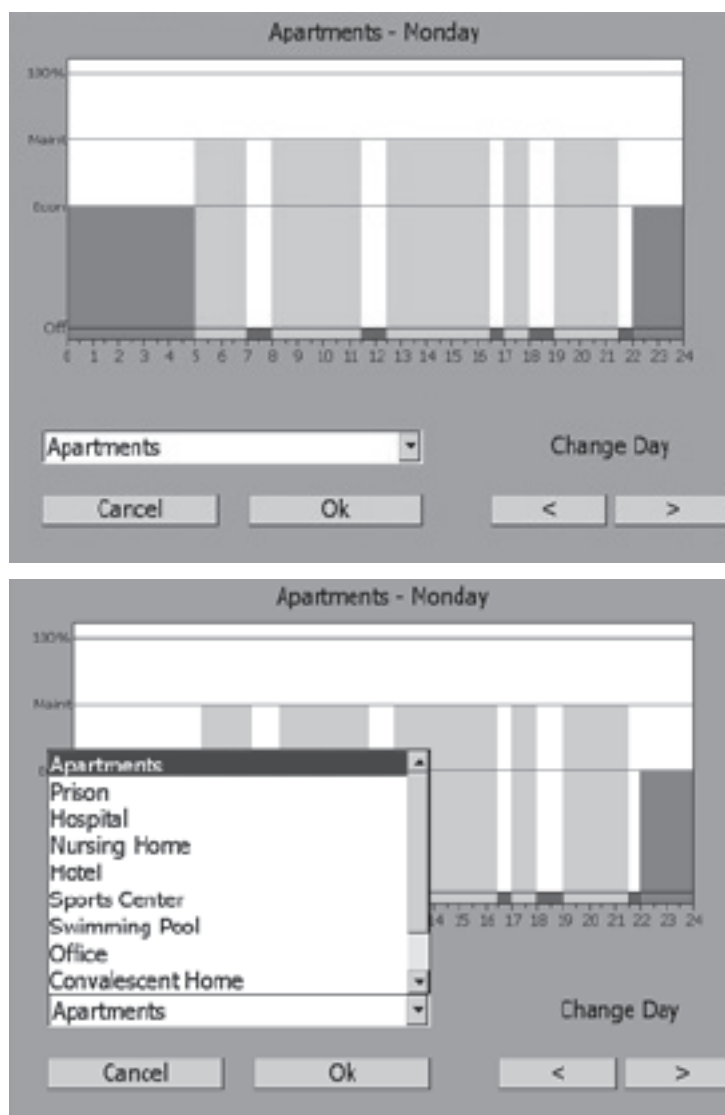 Apartments - Monday
100%
Off
0 1 2 3 4 5 6 7 8 9 10 11 12 13 14 15 16 17 18 19 20 21 22 23 24
Apartments
Change Day
Cancel
Ok
<
>
Apartments - Monday
100%
Apartments
Prison
Hospital
Nursing Home
Hotel
Sports Center
Swimming Pool
Office
Convalescent Home
14 15 16 17 18 19 20 21 22 23 24
Apartments
Change Day
Cancel
Ok
<
>